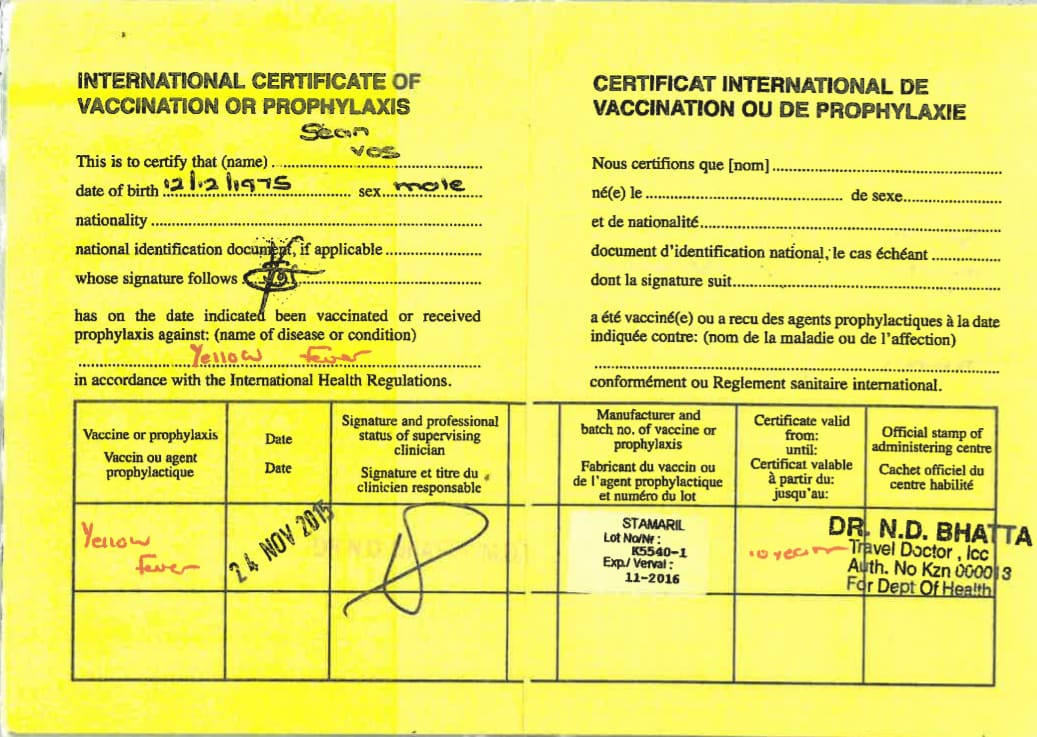 INTERNATIONAL CERTIFICATE OF
VACCINATION OR PROPHYLAXIS
Sean
Vos
This is to certify that (name)
date of birth 12/12/1975 sex male
nationality
national identification document, if applicable
whose signature follows
has on the date indicated been vaccinated or received
prophylaxis against: (name of disease or condition)
Yellow Fever
in accordance with the International Health Regulations.
CERTIFICAT INTERNATIONAL DE
VACCINATION OU DE PROPHYLAXIE
Nous certifions que [nom]
né(e) le de sexe
et de nationalité
document d'identification national, le cas échéant
dont la signature suit
a été vacciné(e) ou a recu des agents prophylactiques à la date
indiquée contre: (nom de la maladie ou de l'affection)
conformément ou Reglement sanitaire international.
Vaccine or prophylaxis
Vaccin ou agent
prophylactique
Date
Date
Signature and professional
status of supervising
clinician
Signature et titre du
clinicien responsable
Manufacturer and
batch no. of vaccine or
prophylaxis
Fabricant du vaccin ou
de l'agent prophylactique
et numéro du lot
Certificate valid
from:
until:
Certificat valable
à partir du:
jusqu'au:
Official stamp of
administering centre
Cachet officiel du
centre habilité
Yellow
Fever
24 NOV 2015
STAMARIL
Lot No/Nr :
K5540-1
Exp./ Verval :
11-2016
10 years
DR. N.D. BHATTA
Travel Doctor , Icc
Auth. No Kzn 000013
For Dept Of Health